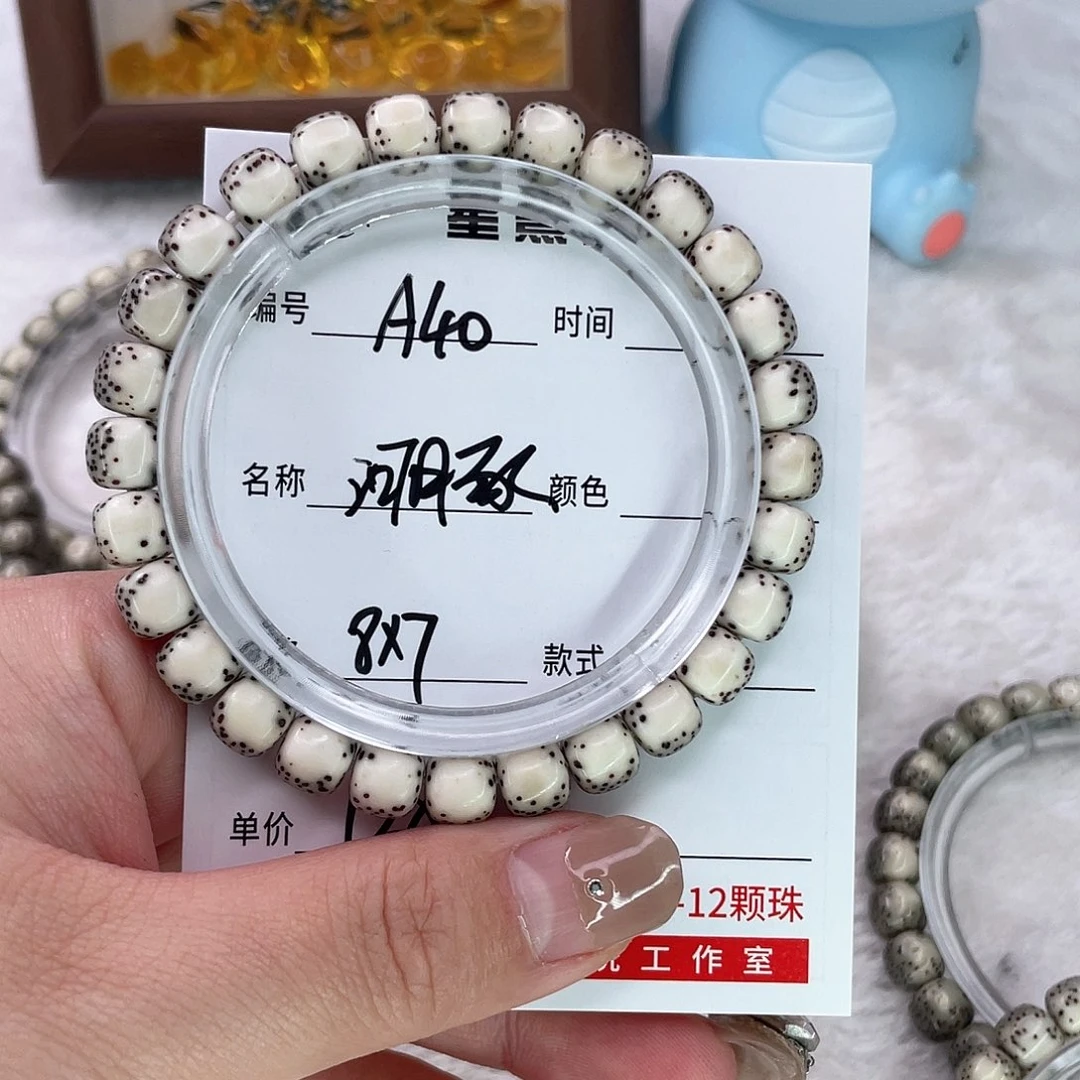 编号 A40 时间
名称 颜色
8X7 款式
单价
-12颗珠
工作室